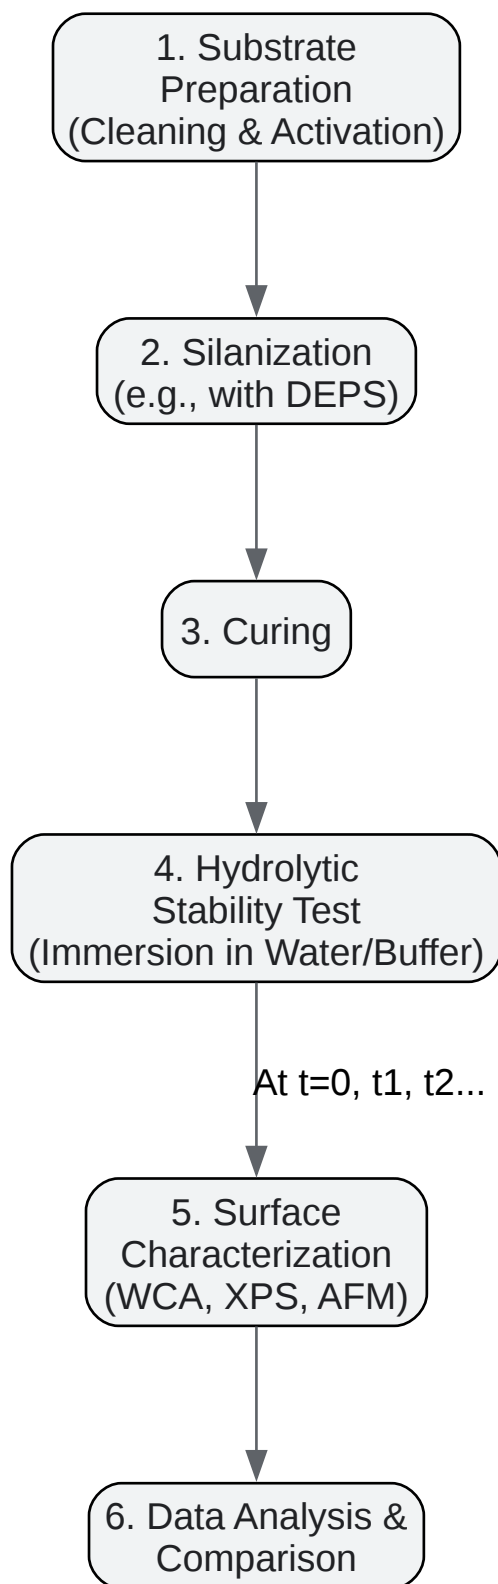 1. Substrate
Preparation
(Cleaning & Activation)
2. Silanization
(e.g., with DEPS)
3. Curing
4. Hydrolytic
Stability Test
(Immersion in Water/Buffer)
At t=0, t1, t2...
5. Surface
Characterization
(WCA, XPS, AFM)
6. Data Analysis &
Comparison